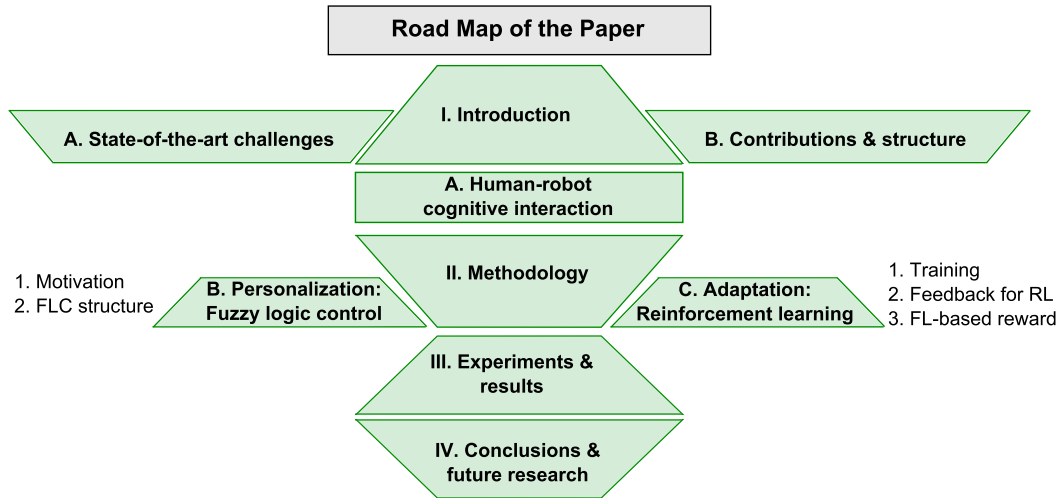 Road Map of the Paper
I. Introduction
A. State-of-the-art challenges
B. Contributions & structure
A. Human-robot
cognitive interaction
II. Methodology
1. Motivation
2. FLC structure
B. Personalization:
Fuzzy logic control
C. Adaptation:
Reinforcement learning
1. Training
2. Feedback for RL
3. FL-based reward
III. Experiments &
results
IV. Conclusions &
future research